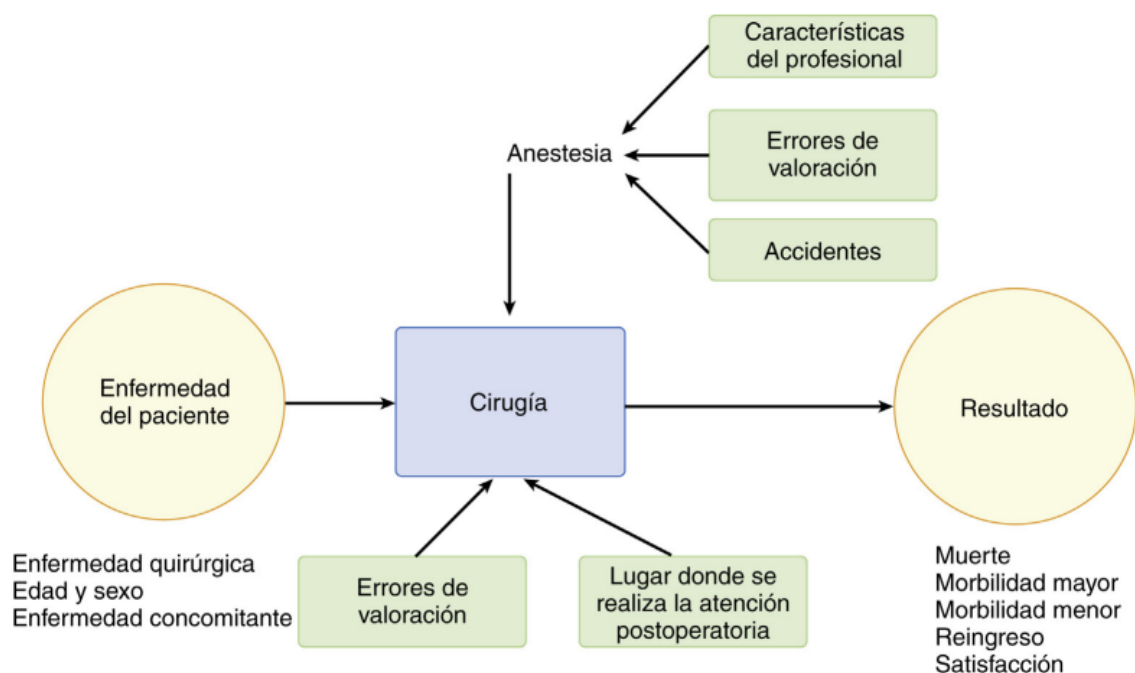 Características
del profesional
Anestesia
Errores de
valoración
Accidentes
Enfermedad
del paciente
Cirugía
Resultado
Enfermedad quirúrgica
Edad y sexo
Enfermedad concomitante
Errores de
valoración
Lugar donde se
realiza la atención
postoperatoria
Muerte
Morbilidad mayor
Morbilidad menor
Reingreso
Satisfacción